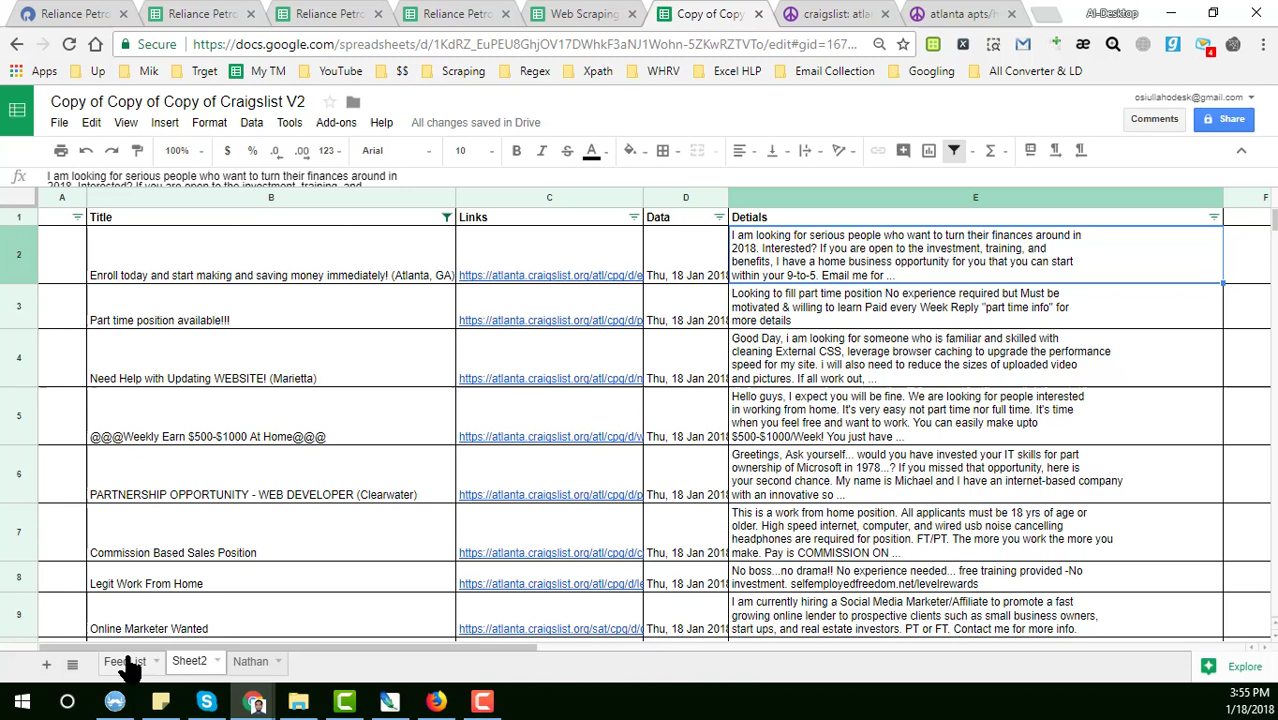 Reliance Petro
Reliance Petro
Reliance Petro
Reliance Petro
Web Scraping
Copy of Copy
craigslist: atla
atlanta apts/h
Al-Desktop
Secure
https://docs.google.com/spreadsheets/d/1KdRZ_EuPEU8GhjOV17DWhkF3aNJ1Wohn-5ZKwRZTVTo/edit#gid=167...
Apps
Up
Mik
Trget
My TM
YouTube
$$
Scraping
Regex
Xpath
WHRV
Excel HLP
Email Collection
Googling
All Converter & LD
Copy of Copy of Copy of Craigslist V2
osiullahodesk@gmail.com
File Edit View Insert Format Data Tools Add-ons Help All changes saved in Drive
Comments
Share
100% $ % .0 .00 123 Arial 10 B I S A
fx I am looking for serious people who want to turn their finances around in
2018. Interested? If you are open to the investment, training, and
A B C D E F
1 Title Links Data Detials
2 Enroll today and start making and saving money immediately! (Atlanta, GA) https://atlanta.craigslist.org/atl/cpg/d/e Thu, 18 Jan 2018
I am looking for serious people who want to turn their finances around in
2018. Interested? If you are open to the investment, training, and
benefits, I have a home business opportunity for you that you can start
within your 9-to-5. Email me for ...
3 Part time position available!!! https://atlanta.craigslist.org/atl/cpg/d/p Thu, 18 Jan 2018
Looking to fill part time position No experience required but Must be
motivated & willing to learn Paid every Week Reply "part time info" for
more details
4 Need Help with Updating WEBSITE! (Marietta) https://atlanta.craigslist.org/atl/cpg/d/n Thu, 18 Jan 2018
Good Day, i am looking for someone who is familiar and skilled with
cleaning External CSS, leverage browser caching to upgrade the performance
speed for my site. i will also need to reduce the sizes of uploaded video
and pictures. If all work out, ...
5 @@@Weekly Earn $500-$1000 At Home@@@ https://atlanta.craigslist.org/atl/cpg/d/w Thu, 18 Jan 2018
Hello guys, I expect you will be fine. We are looking for people interested
in working from home. It's very easy not part time nor full time. It's time
when you feel free and want to work. You can easily make upto
$500-$1000/Week! You just have ...
6 PARTNERSHIP OPPORTUNITY - WEB DEVELOPER (Clearwater) https://atlanta.craigslist.org/atl/cpg/d/p Thu, 18 Jan 2018
Greetings, Ask yourself... would you have invested your IT skills for part
ownership of Microsoft in 1978...? If you missed that opportunity, here is
your second chance. My name is Michael and I have an internet-based company
with an innovative so ...
7 Commission Based Sales Position https://atlanta.craigslist.org/atl/cpg/d/c Thu, 18 Jan 2018
This is a work from home position. All applicants must be 18 yrs of age or
older. High speed internet, computer, and wired usb noise cancelling
headphones are required for position. FT/PT. The more you work the more you
make. Pay is COMMISSION ON ...
8 Legit Work From Home https://atlanta.craigslist.org/atl/cpg/d/le Thu, 18 Jan 2018
No boss...no drama!! No experience needed... free training provided -No
investment. selfemployedfreedom.net/levelrewards
9 Online Marketer Wanted https://atlanta.craigslist.org/sat/cpg/d/o Thu, 18 Jan 2018
I am currently hiring a Social Media Marketer/Affiliate to promote a fast
growing online lender to prospective clients such as small business owners,
start ups, and real estate investors. PT or FT. Contact me for more info.
Sheet2
Nathan
Explore
3:55 PM
1/18/2018